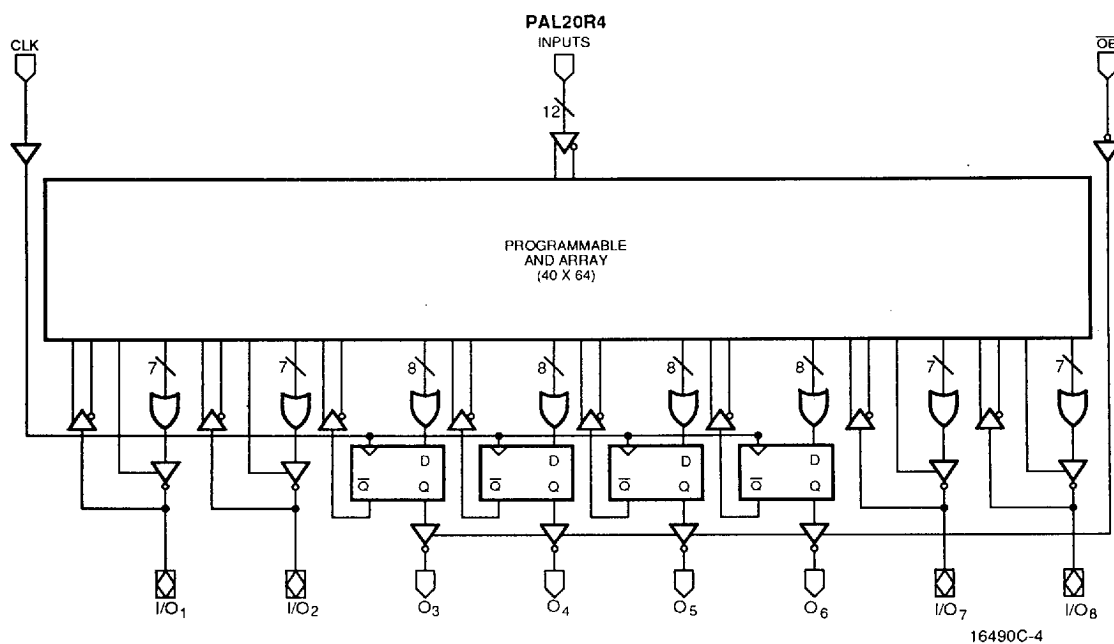 PAL20R4
CLK
INPUTS
OE
12
PROGRAMMABLE
AND ARRAY
(40 X 64)
7 7 8 8 8 8 7 7
D D D D
Q Q Q Q Q Q Q Q
I/O1 I/O2 O3 O4 O5 O6 I/O7 I/O8
16490C-4